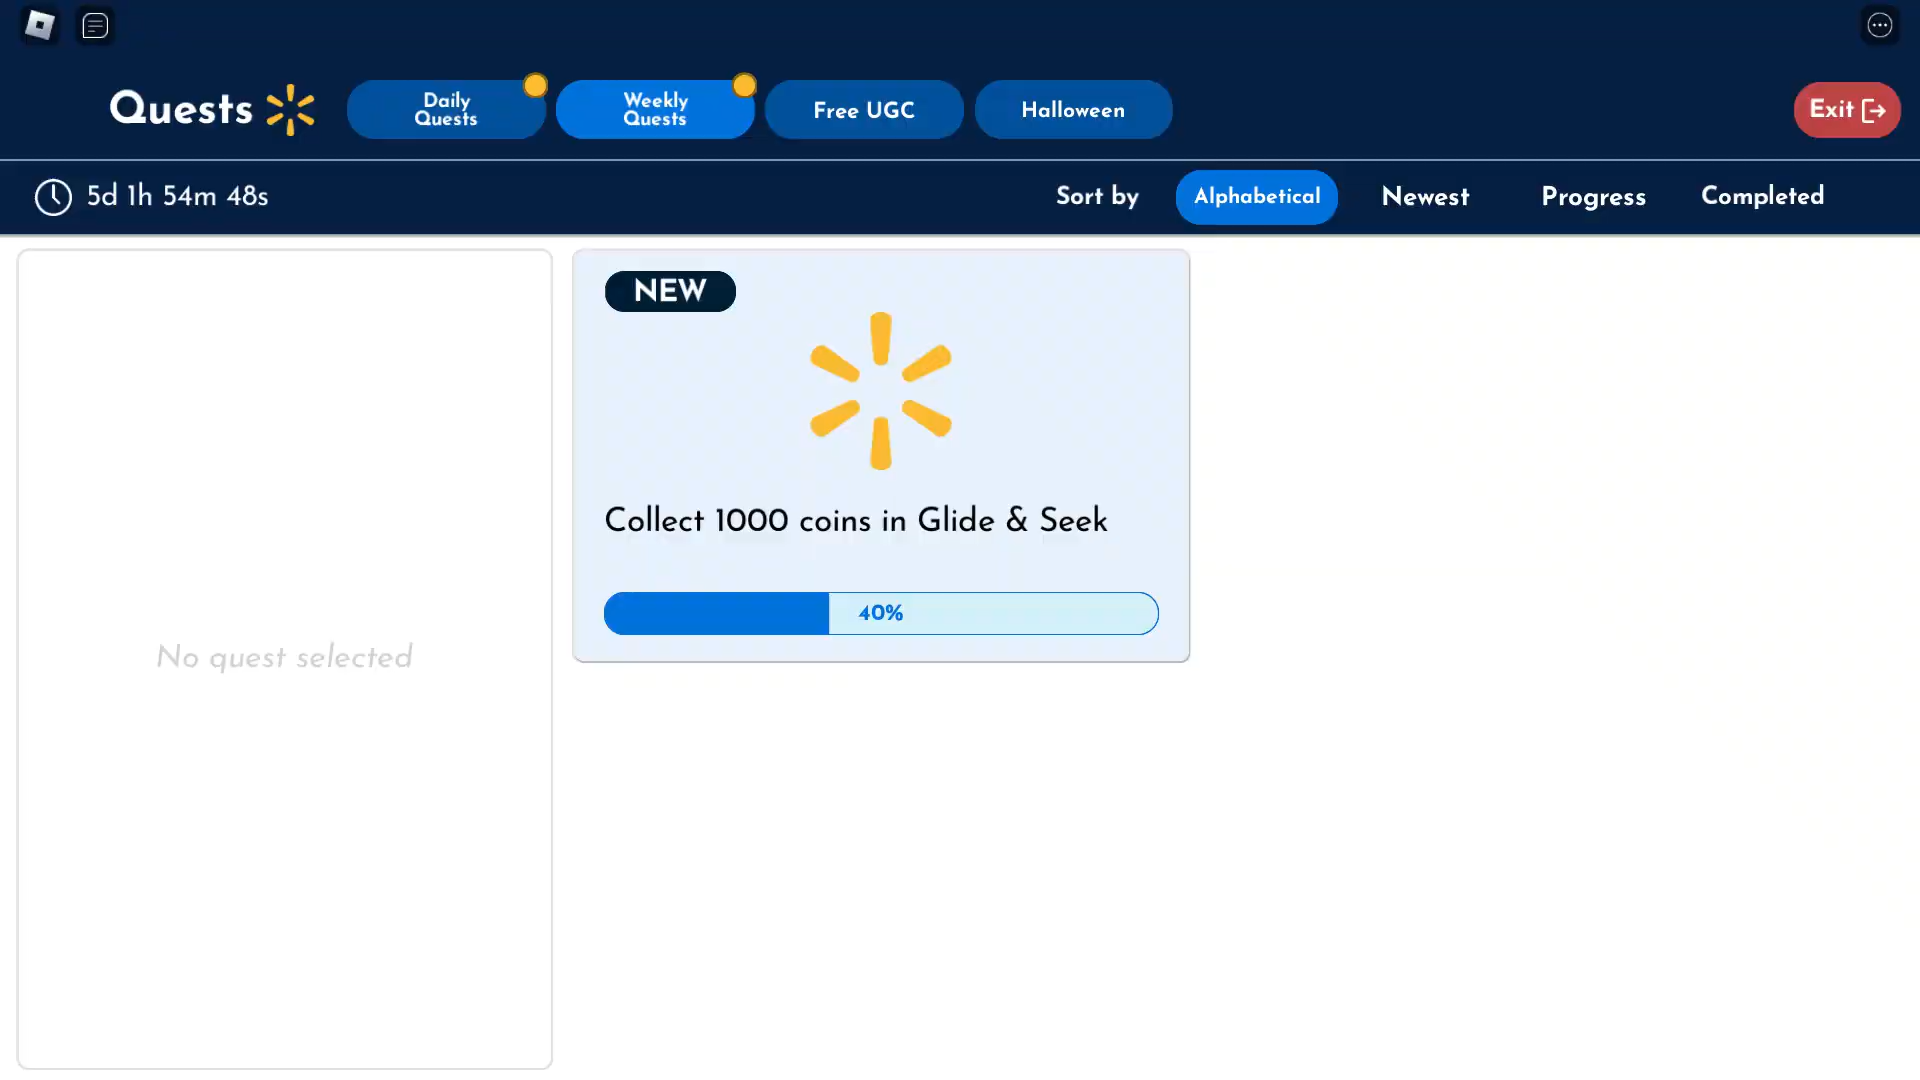 Quests
Daily
Quests
Weekly
Quests
Free UGC
Halloween
Exit
5d 1h 54m 48s
Sort by
Alphabetical
Newest
Progress
Completed
No quest selected
NEW
Collect 1000 coins in Glide & Seek
40%